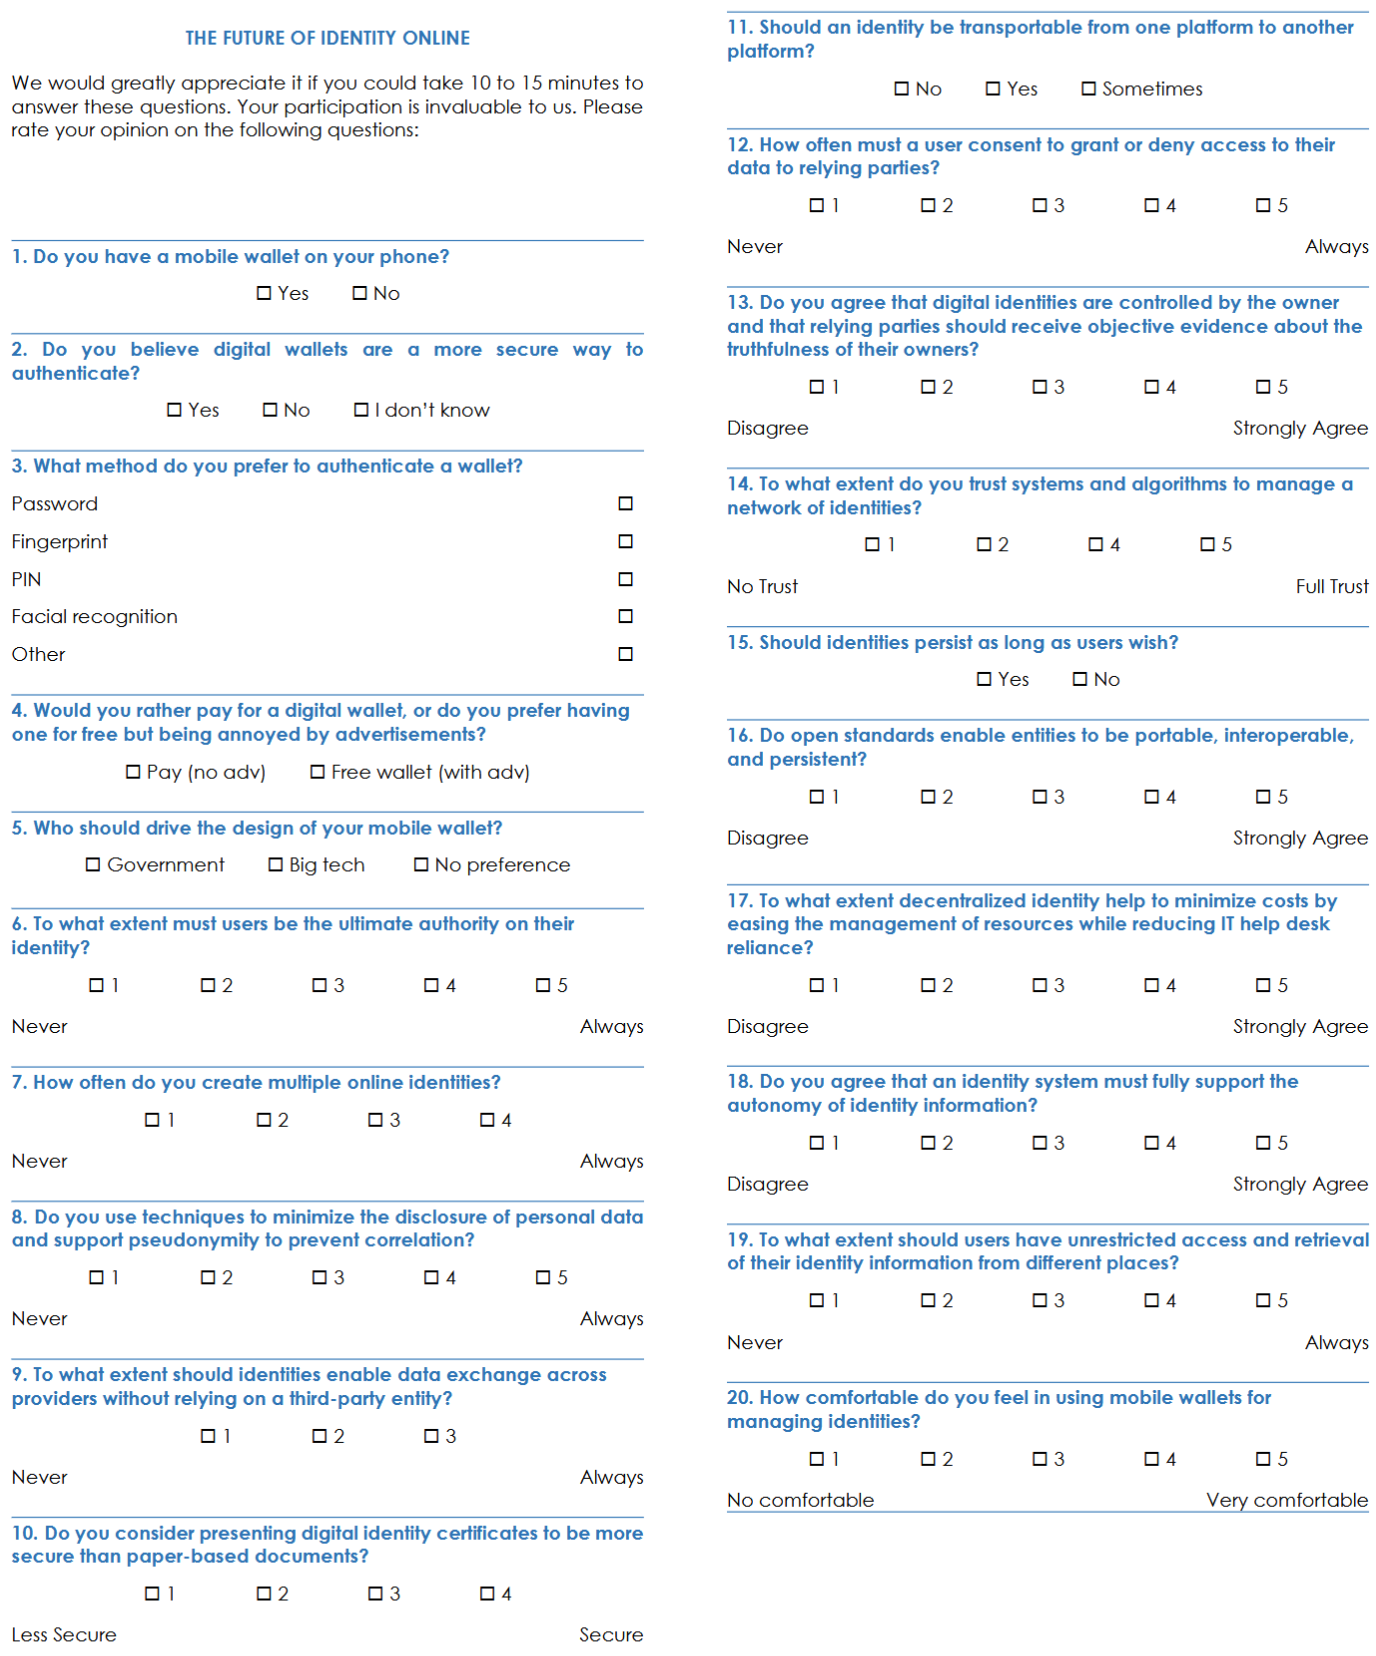 THE FUTURE OF IDENTITY ONLINE
We would greatly appreciate it if you could take 10 to 15 minutes to
answer these questions. Your participation is invaluable to us. Please
rate your opinion on the following questions:
1. Do you have a mobile wallet on your phone?
☐ Yes ☐ No
2. Do you believe digital wallets are a more secure way to
authenticate?
☐ Yes ☐ No ☐ I don't know
3. What method do you prefer to authenticate a wallet?
Password ☐
Fingerprint ☐
PIN ☐
Facial recognition ☐
Other ☐
4. Would you rather pay for a digital wallet, or do you prefer having
one for free but being annoyed by advertisements?
☐ Pay (no adv) ☐ Free wallet (with adv)
5. Who should drive the design of your mobile wallet?
☐ Government ☐ Big tech ☐ No preference
6. To what extent must users be the ultimate authority on their
identity?
☐ 1 ☐ 2 ☐ 3 ☐ 4 ☐ 5
Never Always
7. How often do you create multiple online identities?
☐ 1 ☐ 2 ☐ 3 ☐ 4
Never Always
8. Do you use techniques to minimize the disclosure of personal data
and support pseudonymity to prevent correlation?
☐ 1 ☐ 2 ☐ 3 ☐ 4 ☐ 5
Never Always
9. To what extent should identities enable data exchange across
providers without relying on a third-party entity?
☐ 1 ☐ 2 ☐ 3
Never Always
10. Do you consider presenting digital identity certificates to be more
secure than paper-based documents?
☐ 1 ☐ 2 ☐ 3 ☐ 4
Less Secure Secure
11. Should an identity be transportable from one platform to another
platform?
☐ No ☐ Yes ☐ Sometimes
12. How often must a user consent to grant or deny access to their
data to relying parties?
☐ 1 ☐ 2 ☐ 3 ☐ 4 ☐ 5
Never Always
13. Do you agree that digital identities are controlled by the owner
and that relying parties should receive objective evidence about the
truthfulness of their owners?
☐ 1 ☐ 2 ☐ 3 ☐ 4 ☐ 5
Disagree Strongly Agree
14. To what extent do you trust systems and algorithms to manage a
network of identities?
☐ 1 ☐ 2 ☐ 4 ☐ 5
No Trust Full Trust
15. Should identities persist as long as users wish?
☐ Yes ☐ No
16. Do open standards enable entities to be portable, interoperable,
and persistent?
☐ 1 ☐ 2 ☐ 3 ☐ 4 ☐ 5
Disagree Strongly Agree
17. To what extent decentralized identity help to minimize costs by
easing the management of resources while reducing IT help desk
reliance?
☐ 1 ☐ 2 ☐ 3 ☐ 4 ☐ 5
Disagree Strongly Agree
18. Do you agree that an identity system must fully support the
autonomy of identity information?
☐ 1 ☐ 2 ☐ 3 ☐ 4 ☐ 5
Disagree Strongly Agree
19. To what extent should users have unrestricted access and retrieval
of their identity information from different places?
☐ 1 ☐ 2 ☐ 3 ☐ 4 ☐ 5
Never Always
20. How comfortable do you feel in using mobile wallets for
managing identities?
☐ 1 ☐ 2 ☐ 3 ☐ 4 ☐ 5
No comfortable Very comfortable